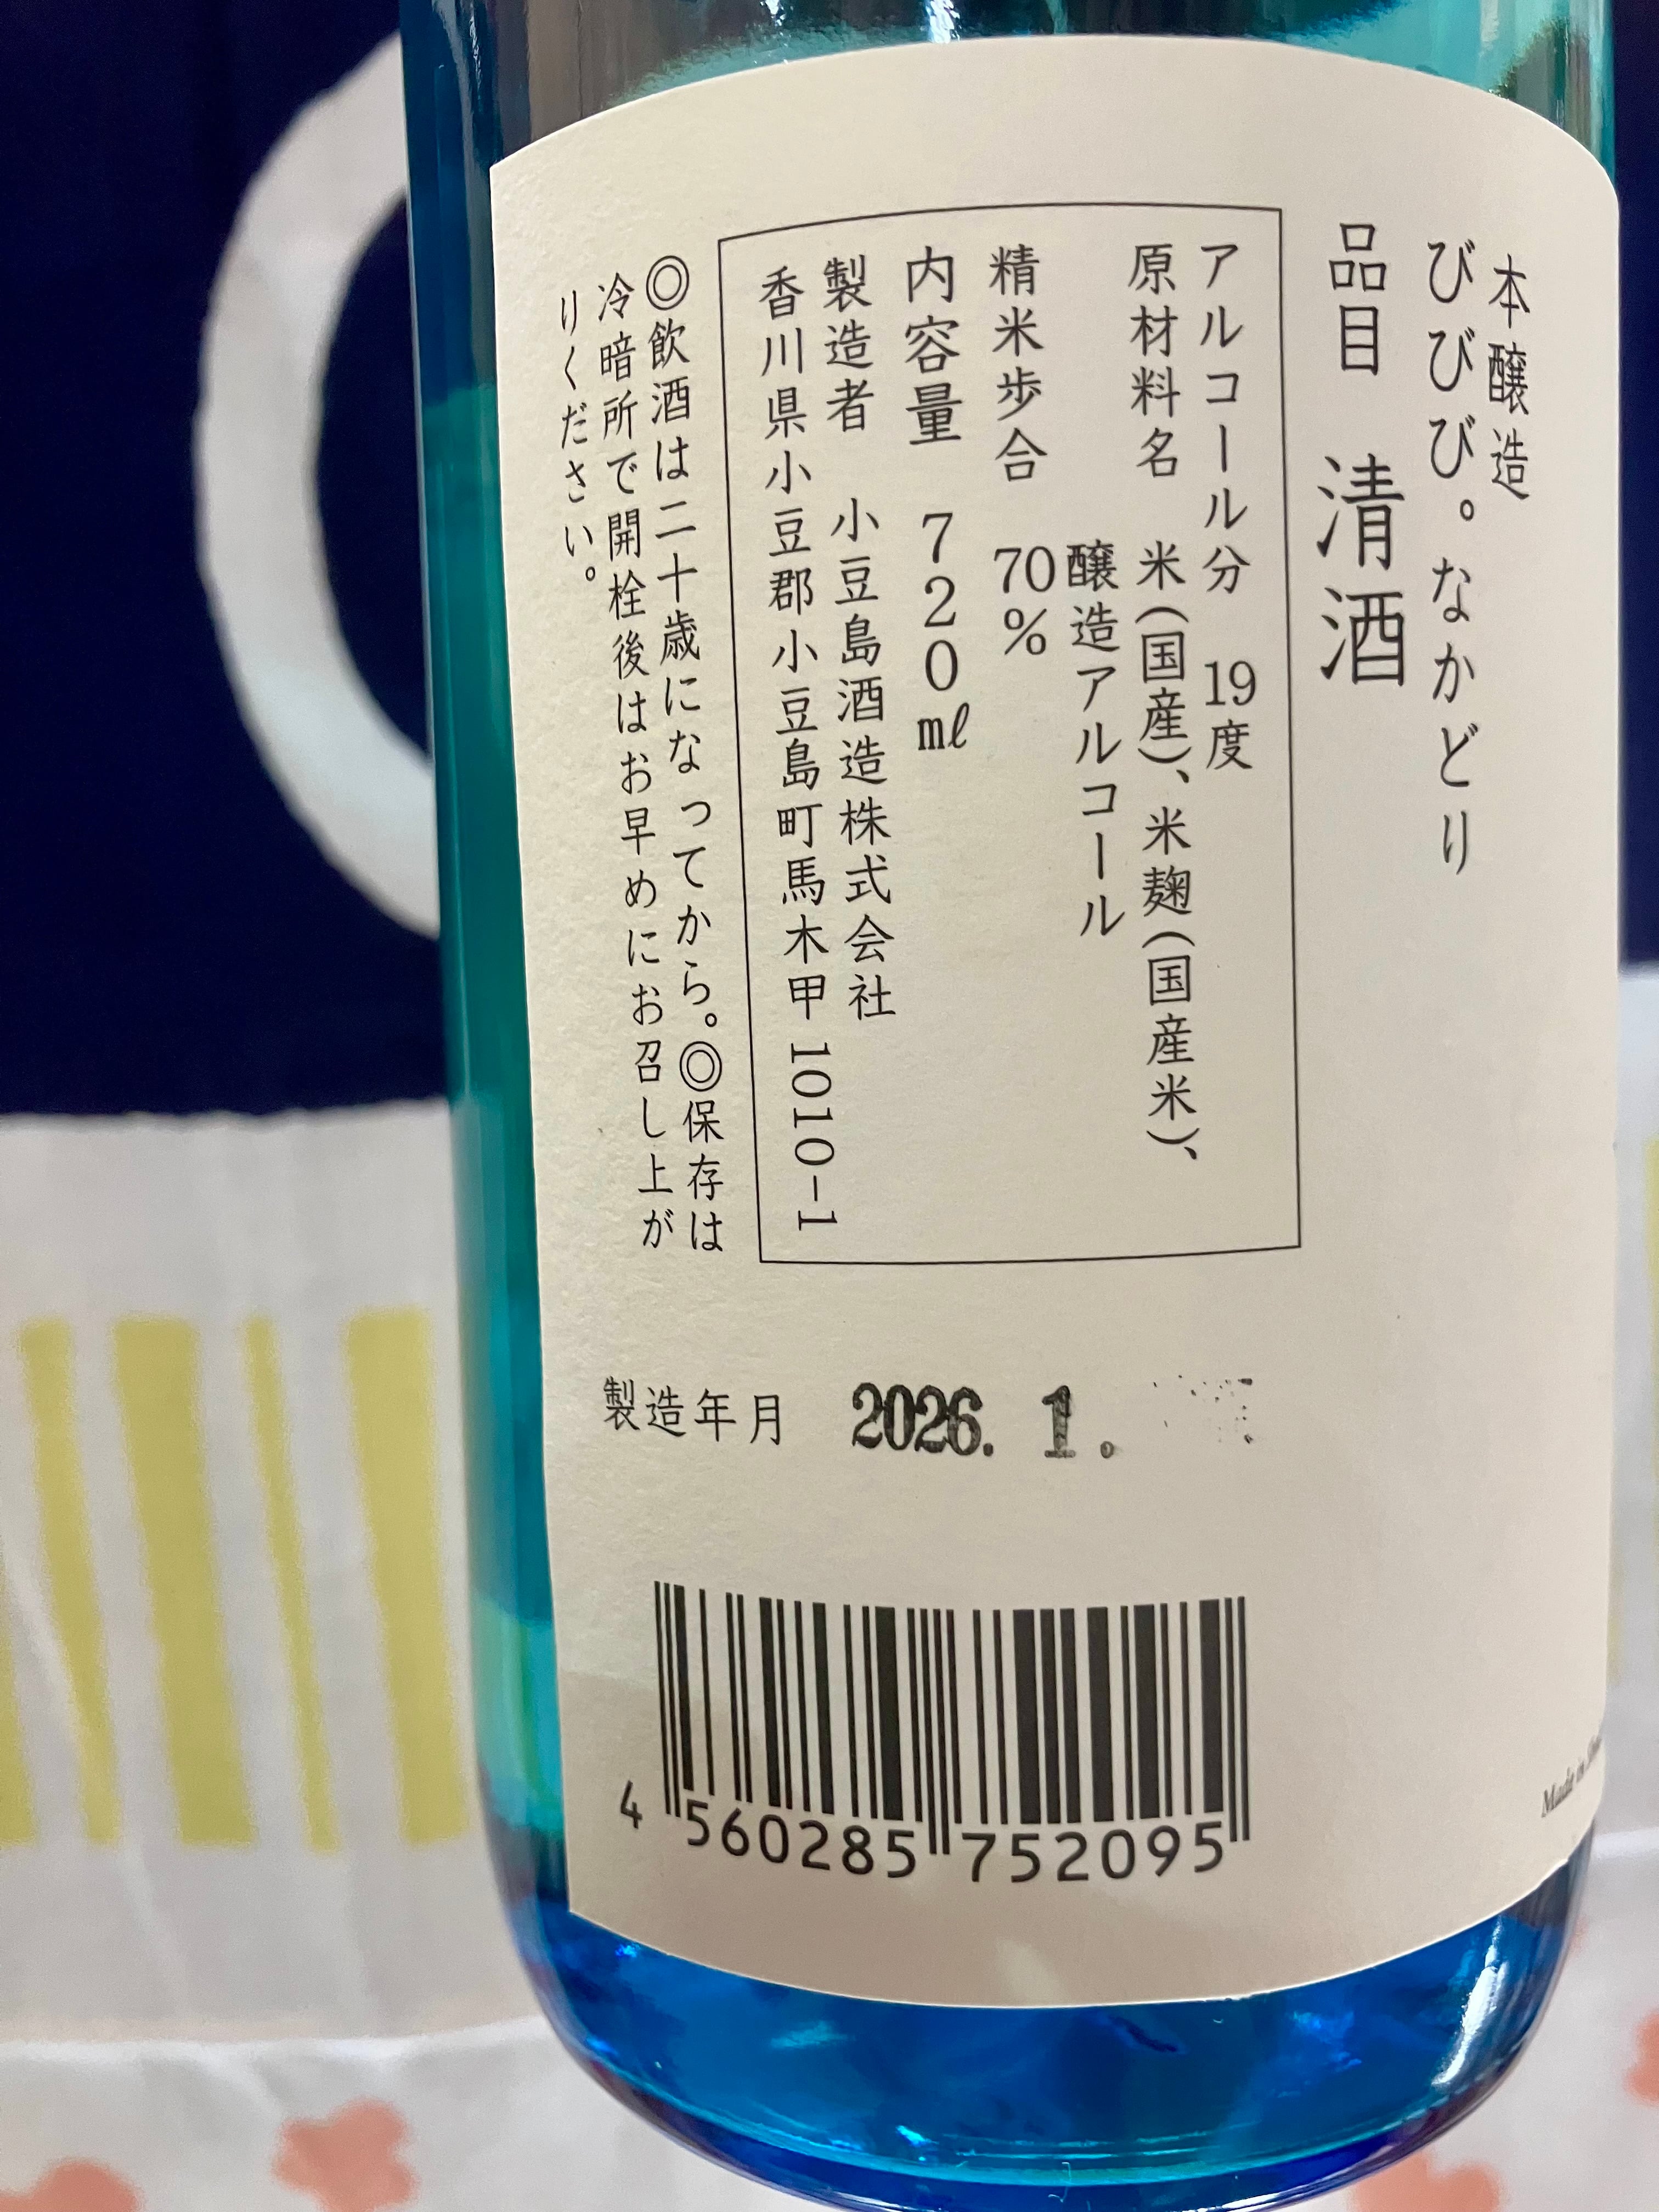 本醸造
びびび。なかどり
品目 清酒
アルコール分 19度
原材料名 米(国産)、米麹(国産米)、
醸造アルコール
精米歩合 70%
内容量 720㎖
製造者 小豆島酒造株式会社
香川県小豆郡小豆島町馬木甲1010-1
◎飲酒は二十歳になってから。◎保存は
冷暗所で開栓後はお早めにお召し上が
りください。
製造年月 2026. 1.
4 560285 752095
Made in